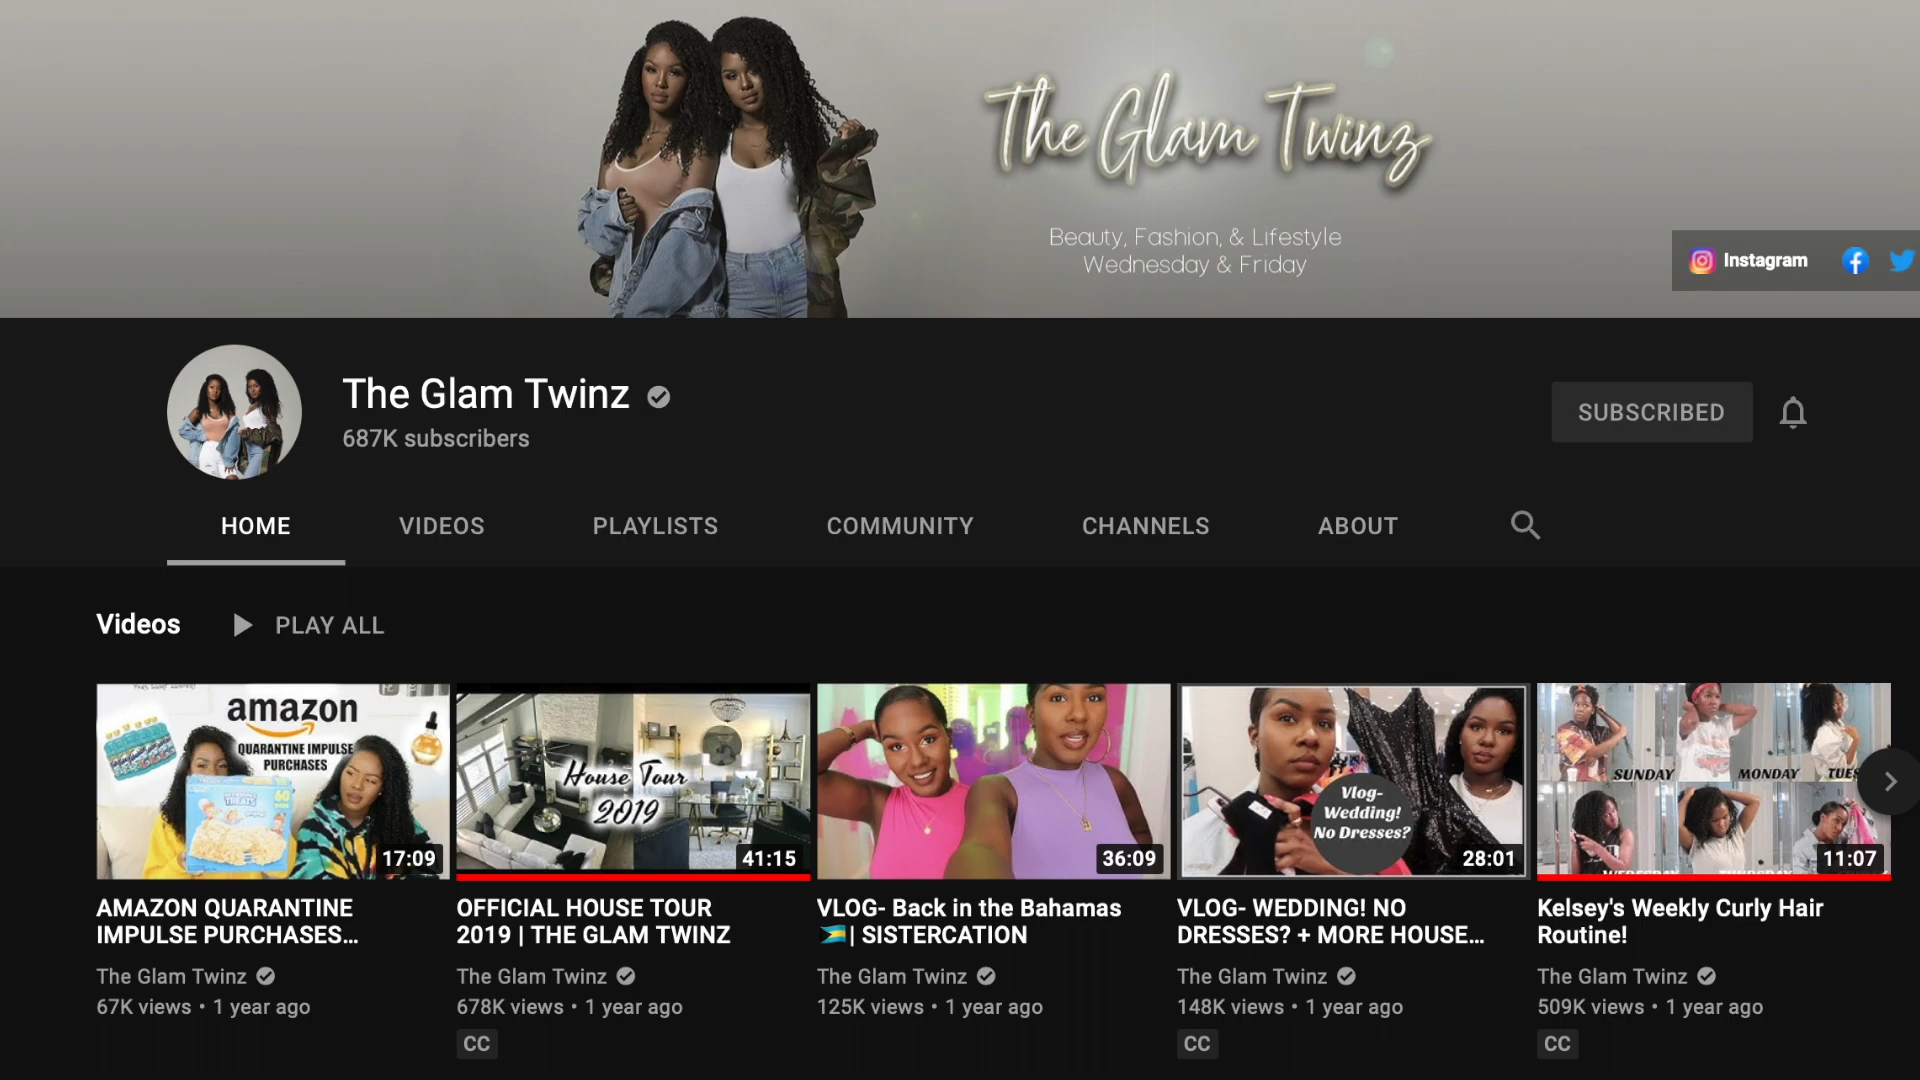 The Glam Twinz
Beauty, Fashion, & Lifestyle
Wednesday & Friday
Instagram
The Glam Twinz
687K subscribers
SUBSCRIBED
HOME
VIDEOS
PLAYLISTS
COMMUNITY
CHANNELS
ABOUT
Videos
PLAY ALL
amazon
QUARANTINE IMPULSE
PURCHASES
TREATS
60
17:09
House Tour
2019
41:15
36:09
Vlog-
Wedding!
No Dresses?
28:01
SUNDAY
MONDAY
TUES
11:07
AMAZON QUARANTINE
IMPULSE PURCHASES...
The Glam Twinz
67K views • 1 year ago
OFFICIAL HOUSE TOUR
2019 | THE GLAM TWINZ
The Glam Twinz
678K views • 1 year ago
CC
VLOG- Back in the Bahamas
🇧🇸| SISTERCATION
The Glam Twinz
125K views • 1 year ago
VLOG- WEDDING! NO
DRESSES? + MORE HOUSE...
The Glam Twinz
148K views • 1 year ago
CC
Kelsey's Weekly Curly Hair
Routine!
The Glam Twinz
509K views • 1 year ago
CC